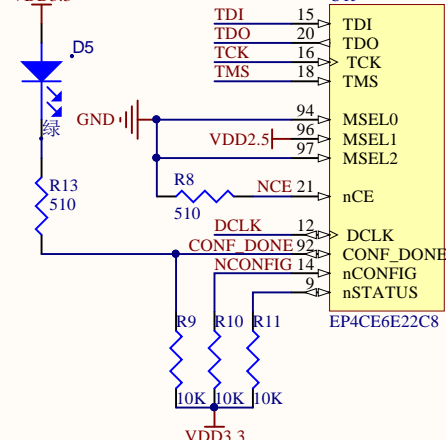 D5
绿
R13
510
TDI 15 TDI
TDO 20 TDO
TCK 16 TCK
TMS 18 TMS
GND 94 MSEL0
VDD2.5 96 MSEL1
97 MSEL2
R8
510
NCE 21 nCE
DCLK 12 DCLK
CONF_DONE 92 CONF_DONE
NCONFIG 14 nCONFIG
9 nSTATUS
EP4CE6E22C8
R9 R10 R11
10K 10K 10K
VDD3.3